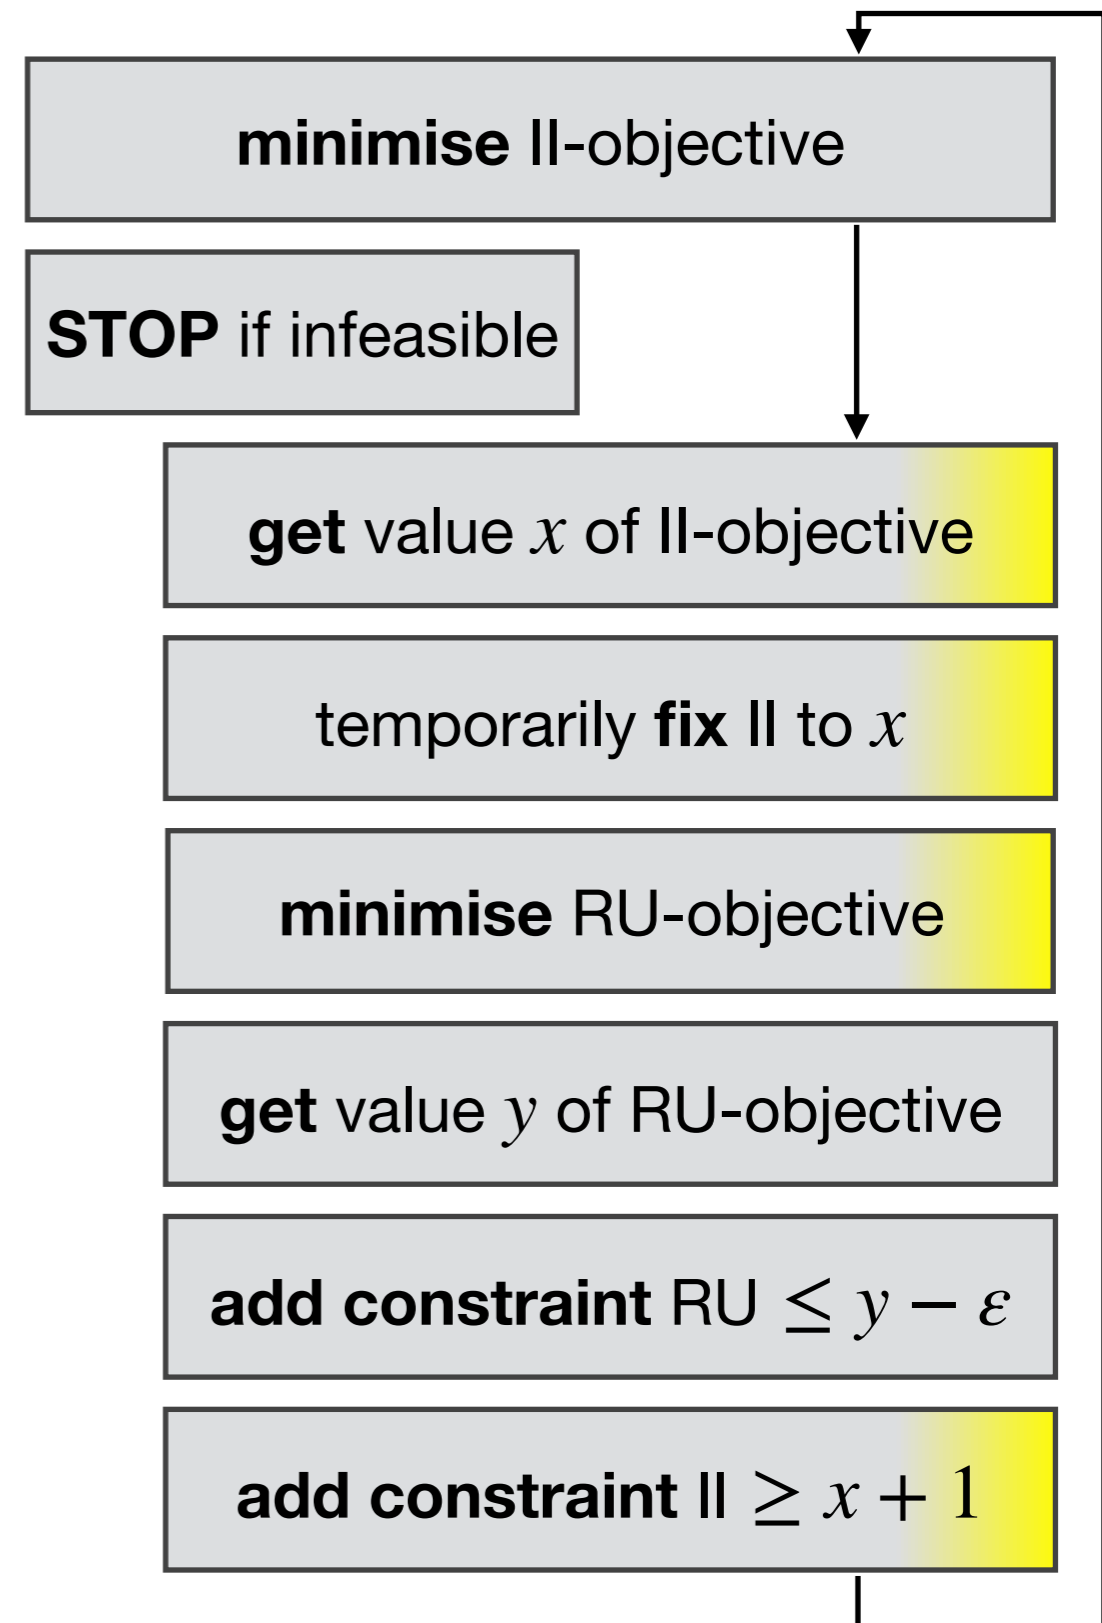 minimise II-objective
STOP if infeasible
get value x of II-objective
temporarily fix II to x
minimise RU-objective
get value y of RU-objective
add constraint RU ≤ y − ε
add constraint II ≥ x + 1